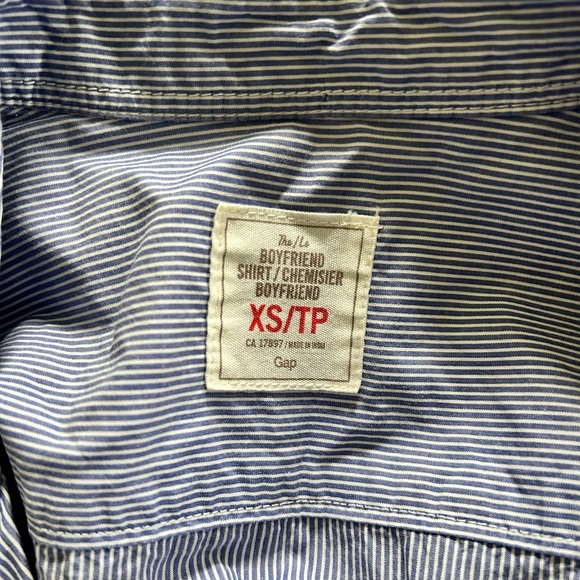 The/Le
BOYFRIEND
SHIRT/CHEMISIER
BOYFRIEND
XS/TP
CA 17897/MADE IN INDIA
Gap